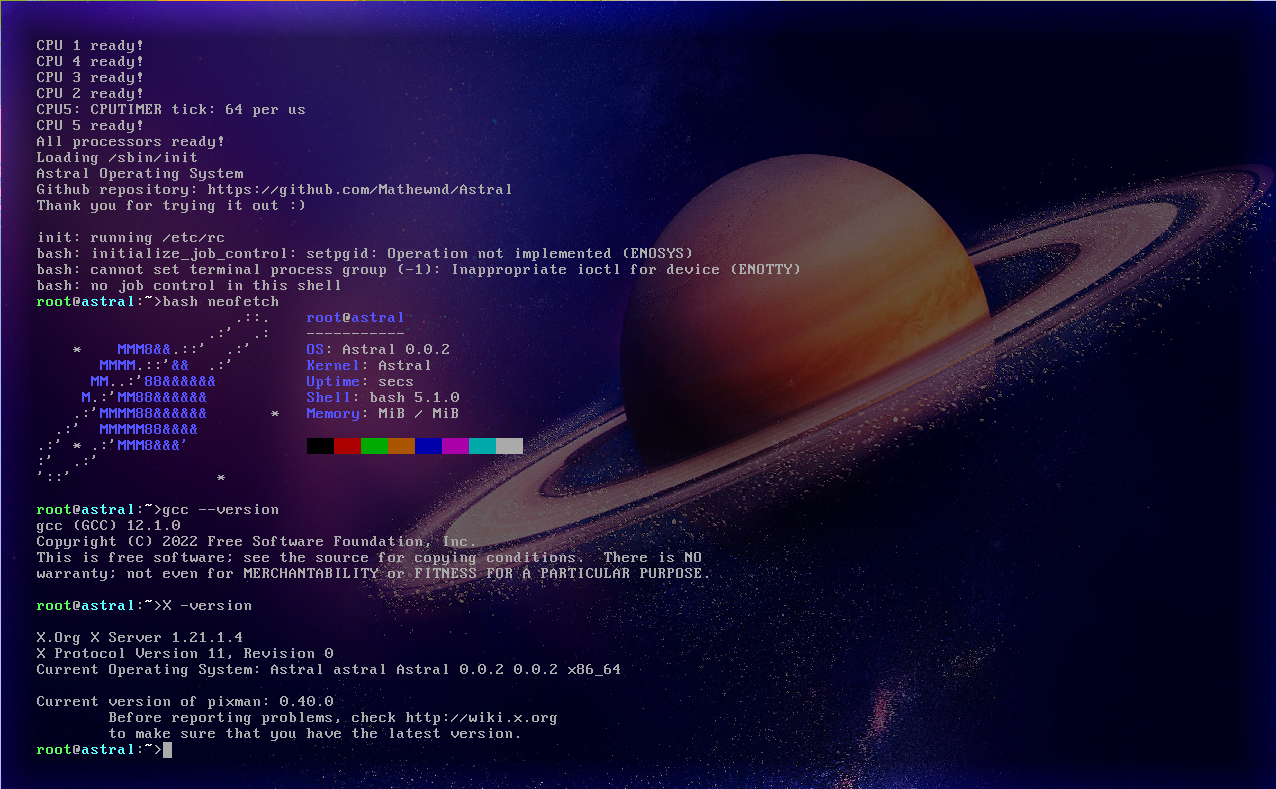 CPU 1 ready!
CPU 4 ready!
CPU 3 ready!
CPU 2 ready!
CPU5: CPUTIMER tick: 64 per us
CPU 5 ready!
All processors ready!
Loading /sbin/init
Astral Operating System
Github repository: https://github.com/Mathewnd/Astral
Thank you for trying it out :)

init: running /etc/rc
bash: initialize_job_control: setpgid: Operation not implemented (ENOSYS)
bash: cannot set terminal process group (-1): Inappropriate ioctl for device (ENOTTY)
bash: no job control in this shell
root@astral:~>bash neofetch
                      .::.    root@astral
                   .:'  .:    -----------
    *    MMM8&&.::'  .:'      OS: Astral 0.0.2
       MMMM.::'&&  .:'        Kernel: Astral
      MM..:'88&&&&&&          Uptime: secs
     M.:'MM88&&&&&&           Shell: bash 5.1.0
    .:'MMMM88&&&&&&       *   Memory: MiB / MiB
  .:'  MMMMM88&&&&
.:' * .:'MMM8&&&'
:'  .:'
'::'                *

root@astral:~>gcc --version
gcc (GCC) 12.1.0
Copyright (C) 2022 Free Software Foundation, Inc.
This is free software; see the source for copying conditions.  There is NO
warranty; not even for MERCHANTABILITY or FITNESS FOR A PARTICULAR PURPOSE.

root@astral:~>X -version

X.Org X Server 1.21.1.4
X Protocol Version 11, Revision 0
Current Operating System: Astral astral Astral 0.0.2 0.0.2 x86_64

Current version of pixman: 0.40.0
        Before reporting problems, check http://wiki.x.org
        to make sure that you have the latest version.
root@astral:~>